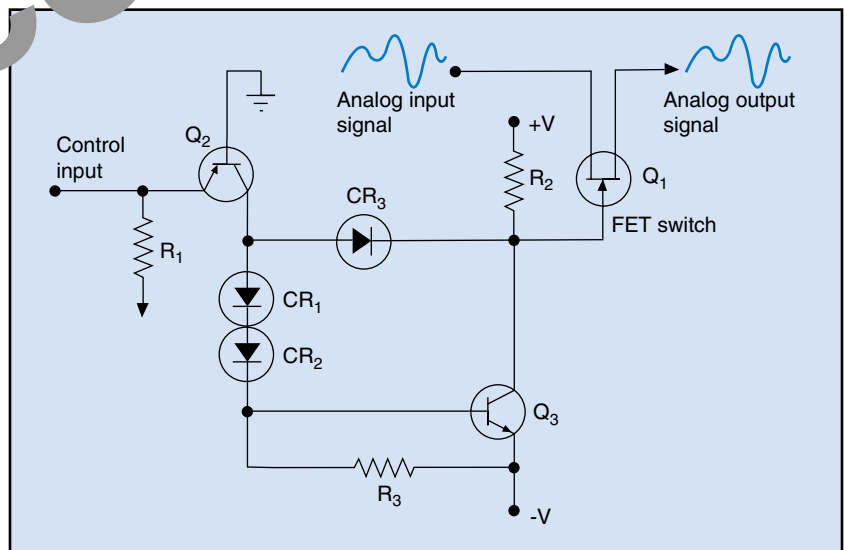 Analog input
signal
Analog output
signal
+V
Control
input
Q2
R2
Q1
CR3
FET switch
R1
CR1
CR2
Q3
R3
-V